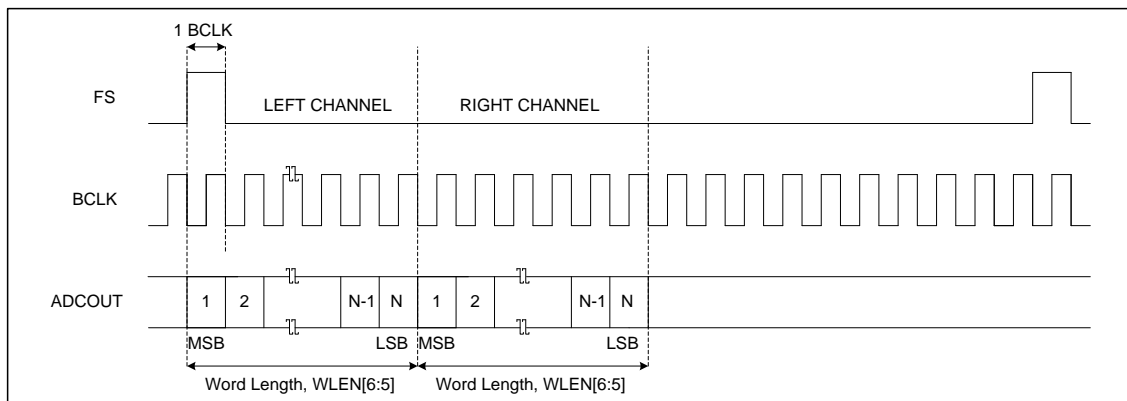 1 BCLK
FS
LEFT CHANNEL
RIGHT CHANNEL
BCLK
ADCOUT
1
2
N-1
N
1
2
N-1
N
MSB
LSB
MSB
LSB
Word Length, WLEN[6:5]
Word Length, WLEN[6:5]